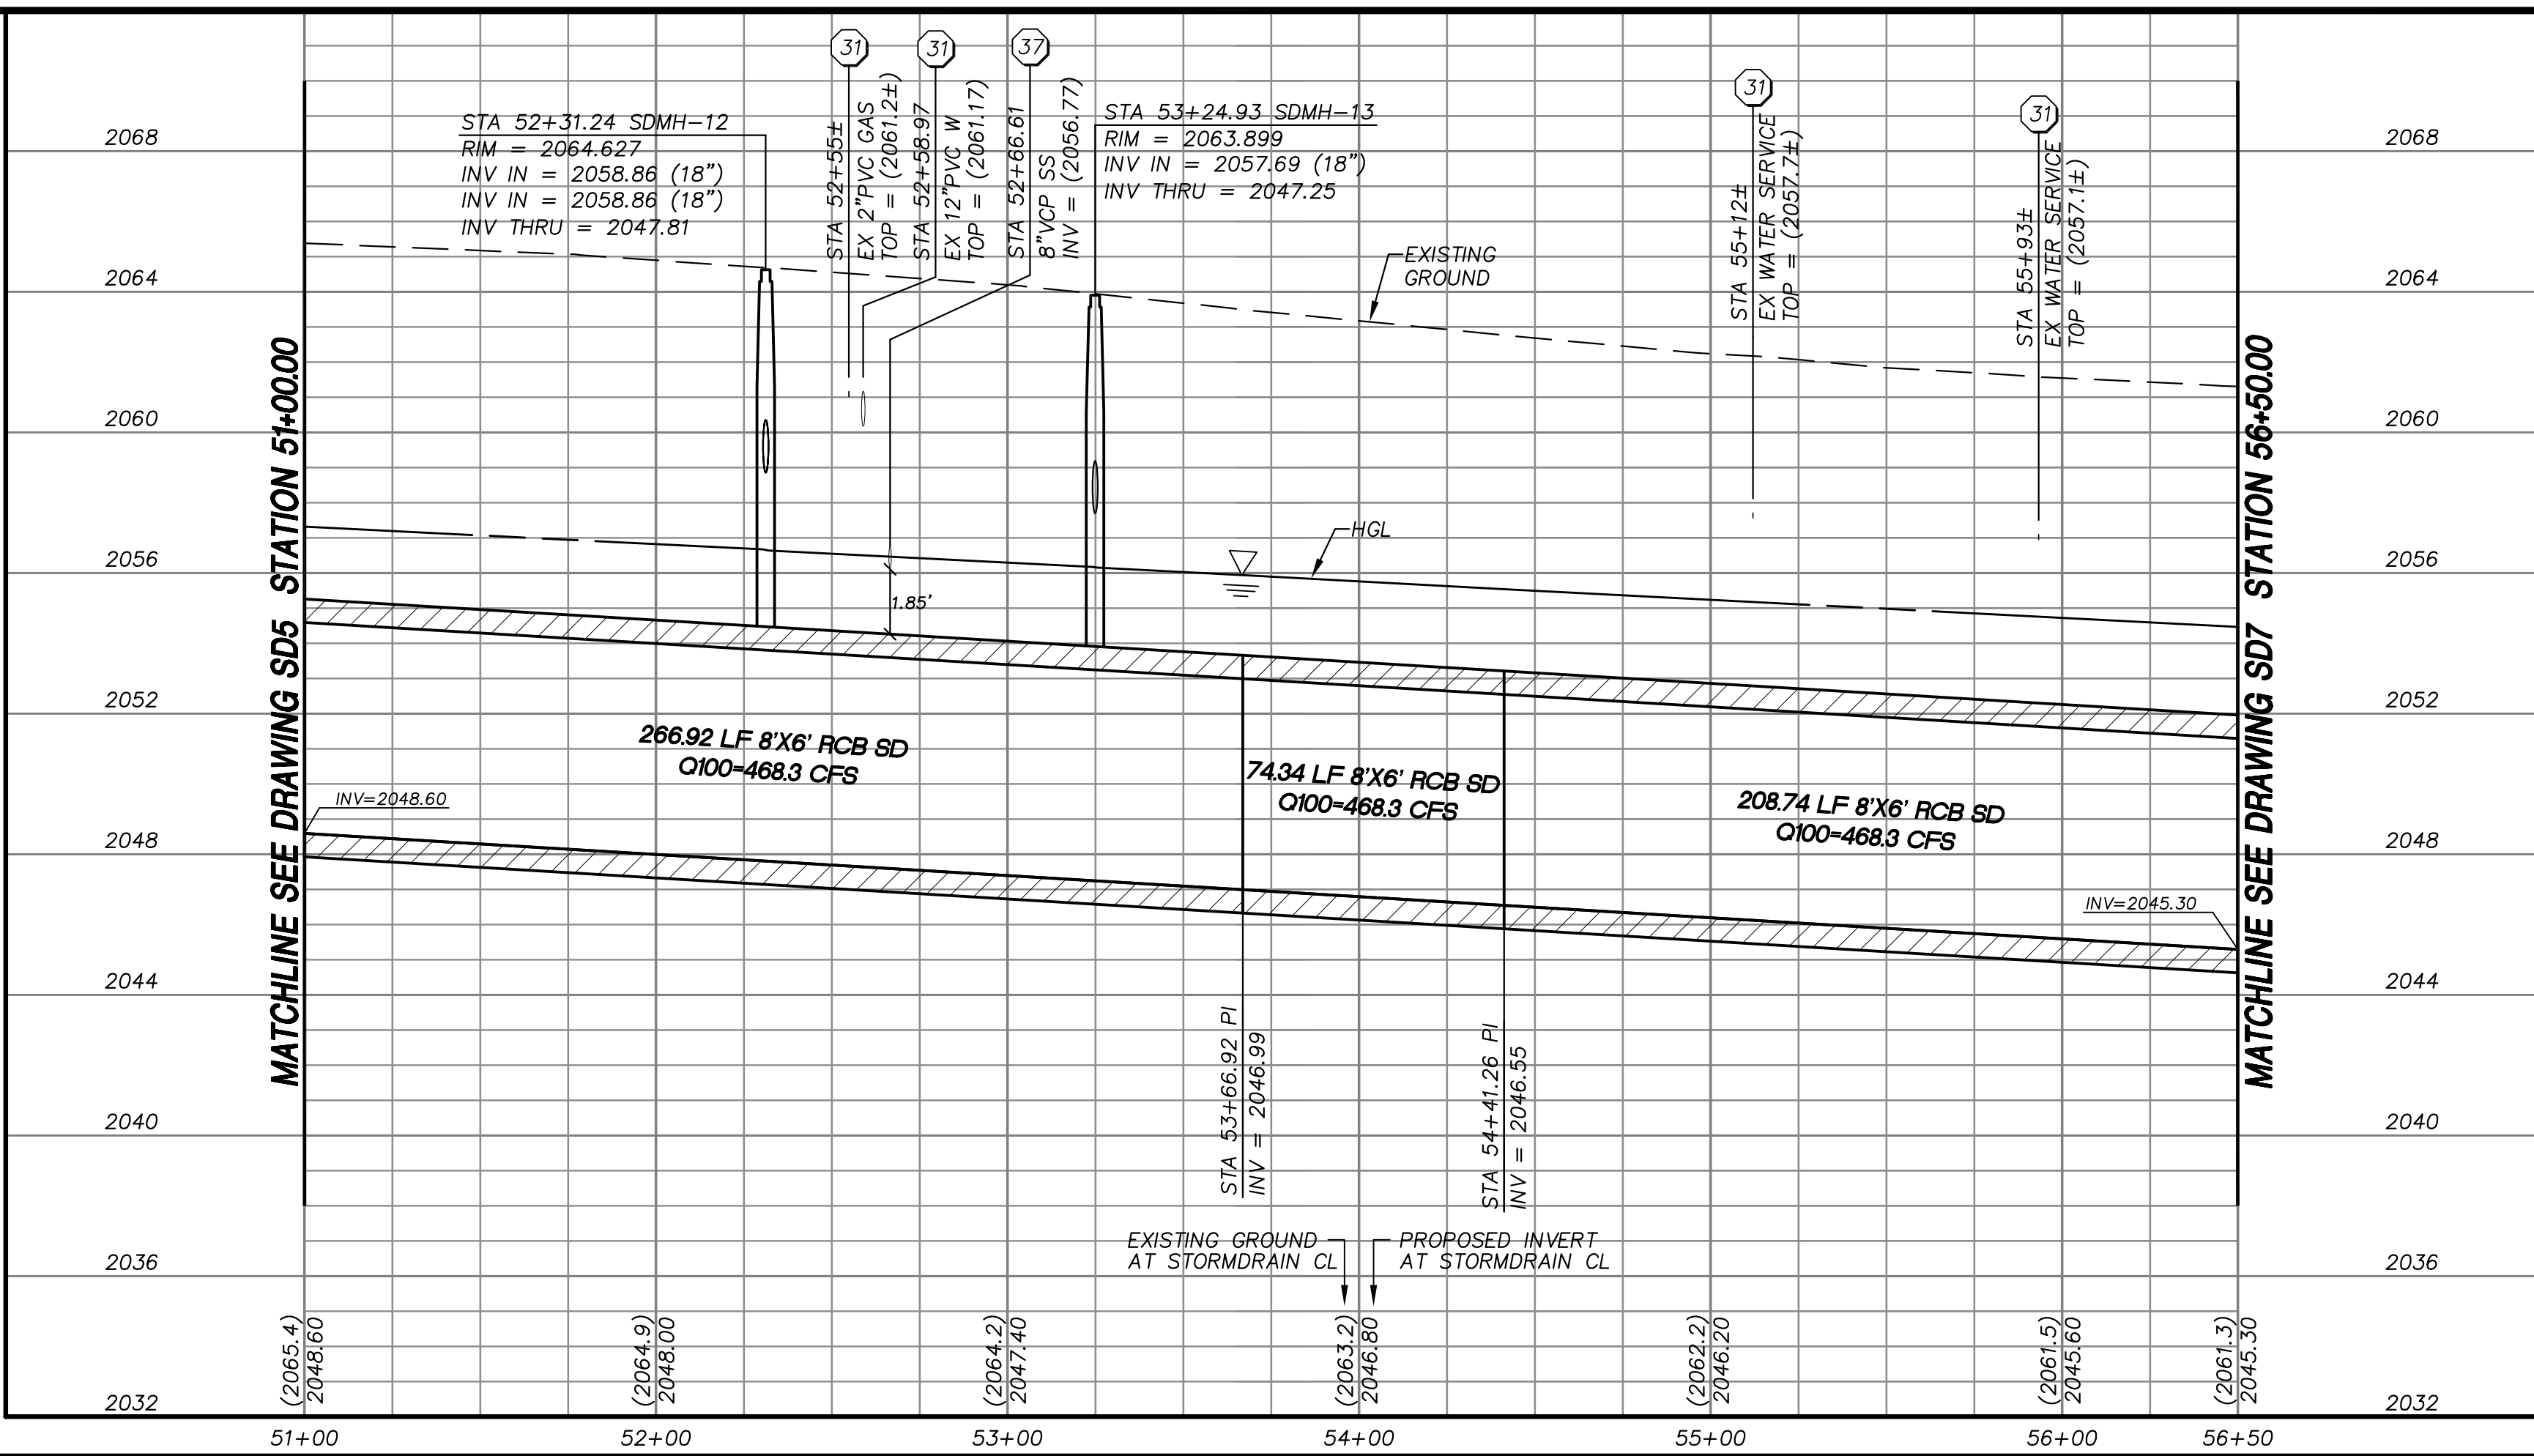 31
31
37
31
31
STA 52+31.24 SDMH-12
RIM = 2064.627
INV IN = 2058.86 (18")
INV IN = 2058.86 (18")
INV THRU = 2047.81
STA 52+55±
EX 2"PVC GAS
TOP = (2061.2±)
STA 52+58.97
EX 12"PVC W
TOP = (2061.17)
STA 52+66.61
8"VCP SS
INV = (2056.77)
STA 53+24.93 SDMH-13
RIM = 2063.899
INV IN = 2057.69 (18")
INV THRU = 2047.25
STA 55+12±
EX WATER SERVICE
TOP = (2057.7±)
STA 55+93±
EX WATER SERVICE
TOP = (2057.1±)
EXISTING
GROUND
HGL
1.85'
2068
2064
2060
2056
2052
2048
2044
2040
2036
2032
2068
2064
2060
2056
2052
2048
2044
2040
2036
2032
MATCHLINE SEE DRAWING SD5 STATION 51+00.00
MATCHLINE SEE DRAWING SD7 STATION 56+50.00
266.92 LF 8'X6' RCB SD
Q100=468.3 CFS
74.34 LF 8'X6' RCB SD
Q100=468.3 CFS
208.74 LF 8'X6' RCB SD
Q100=468.3 CFS
INV=2048.60
INV=2045.30
STA 53+66.92 PI
INV = 2046.99
STA 54+41.26 PI
INV = 2046.55
EXISTING GROUND
AT STORMDRAIN CL
PROPOSED INVERT
AT STORMDRAIN CL
(2065.4)
2048.60
(2064.9)
2048.00
(2064.2)
2047.40
(2063.2)
2046.80
(2062.2)
2046.20
(2061.5)
2045.60
(2061.3)
2045.30
51+00
52+00
53+00
54+00
55+00
56+00
56+50